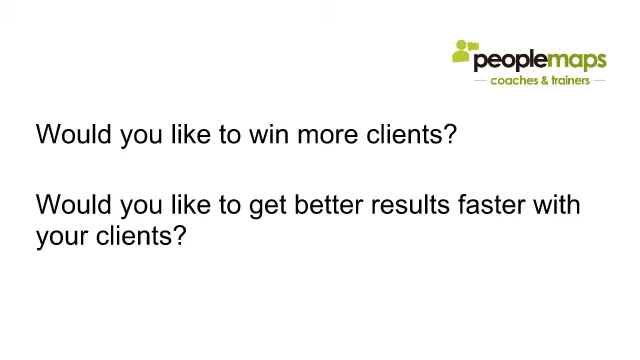 peoplemaps
coaches & trainers
Would you like to win more clients?
Would you like to get better results faster with
your clients?